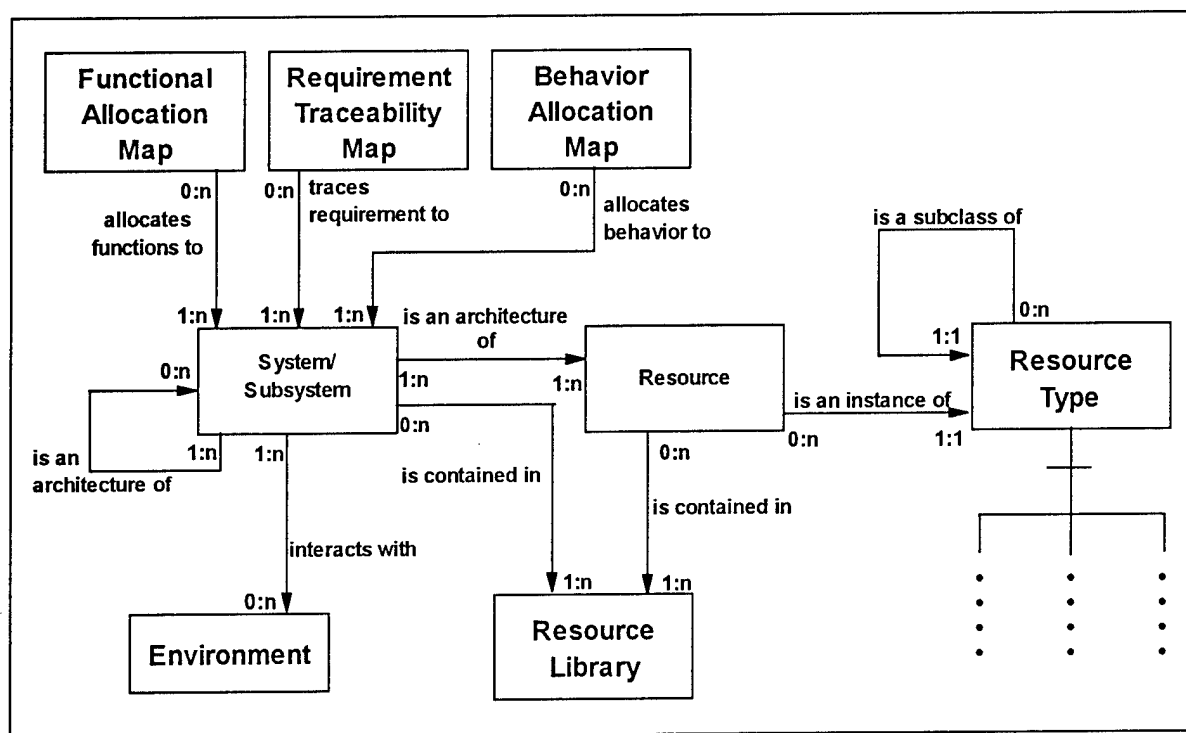 Functional
Allocation
Map
Requirement
Traceability
Map
Behavior
Allocation
Map
0:n
allocates
functions to
1:n
0:n
traces
requirement to
1:n
0:n
allocates
behavior to
1:n
is a subclass of
0:n
1:1
Resource
Type
System/
Subsystem
is an architecture
of
1:n
1:n
Resource
is an instance of
0:n
1:1
0:n
1:n
is an
architecture of
1:n
interacts with
0:n
Environment
0:n
is contained in
1:n
0:n
is contained in
1:n
Resource
Library